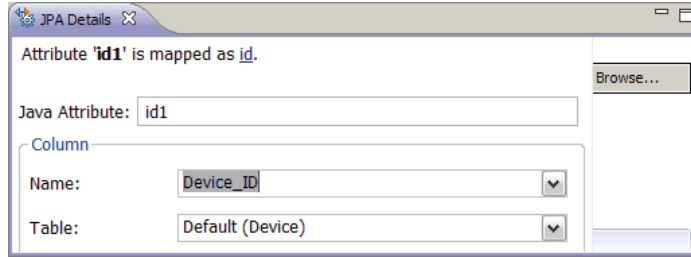 JPA Details
Attribute 'id1' is mapped as id.
Browse...
Java Attribute: id1
Column
Name: Device_ID
Table: Default (Device)